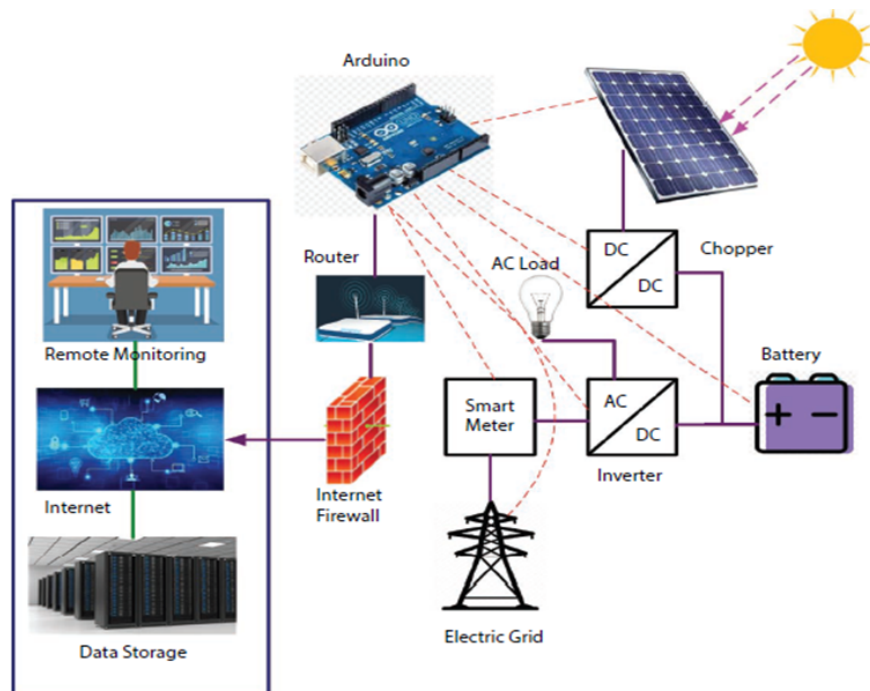 Arduino
Router
AC Load
DC
DC
Chopper
Battery
Remote Monitoring
Smart
Meter
AC
DC
Inverter
Internet
Internet
Firewall
Electric Grid
Data Storage